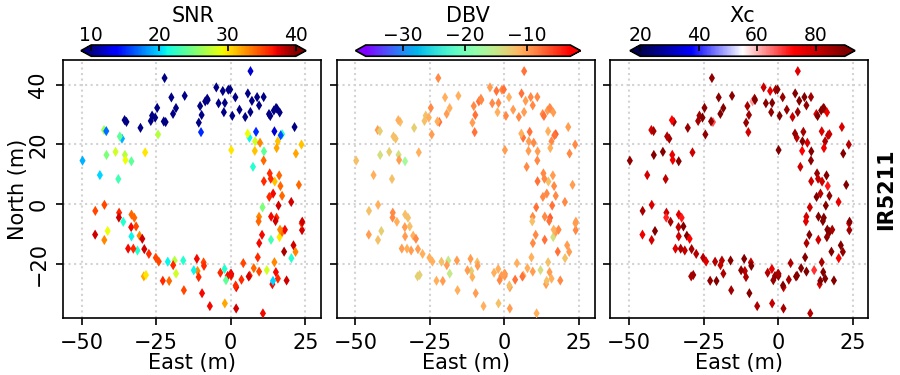 SNR DBV Xc
10 20 30 40 −30 −20 −10 20 40 60 80
North (m)
40
20
0
−20
IR5211
−50 −25 0 25 −50 −25 0 25 −50 −25 0 25
East (m) East (m) East (m)